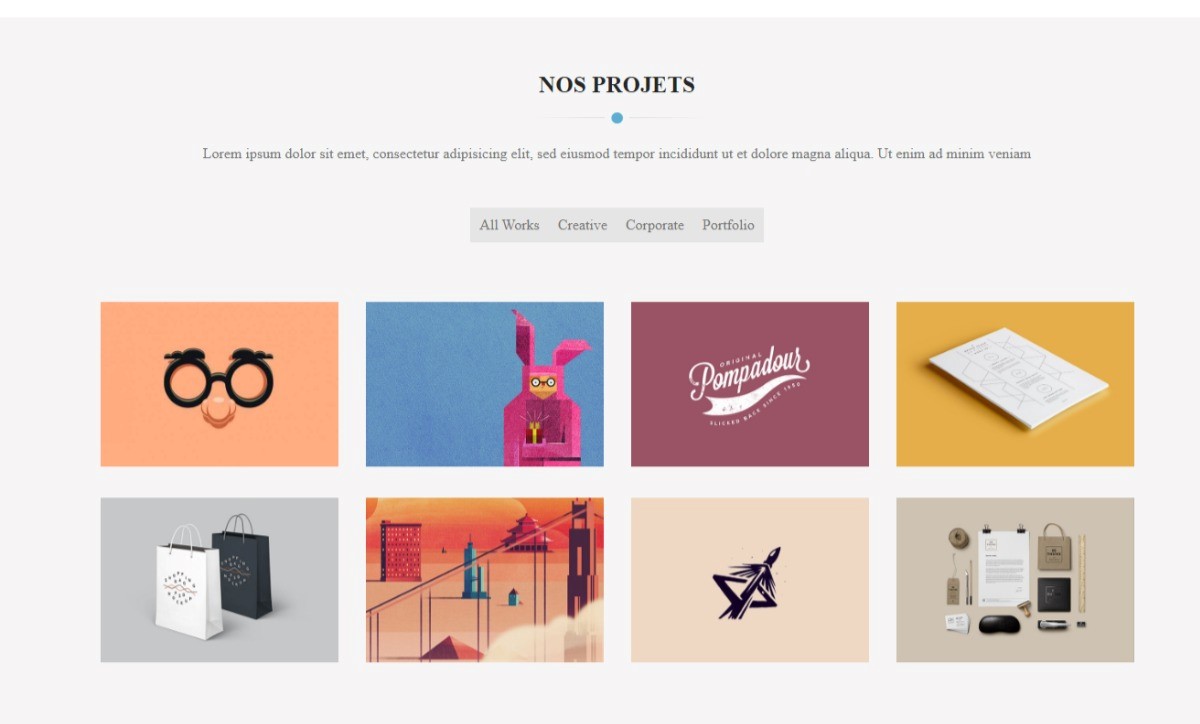 NOS PROJETS
Lorem ipsum dolor sit emet, consectetur adipisicing elit, sed eiusmod tempor incididunt ut et dolore magna aliqua. Ut enim ad minim veniam
All Works Creative Corporate Portfolio
ORIGINAL
Pompadour
SLICKED BACK SINCE